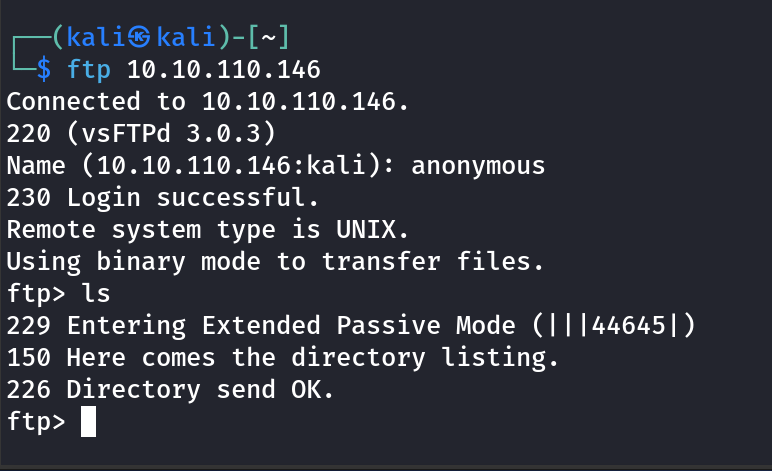 ┌──(kali㉿kali)-[~]
└─$ ftp 10.10.110.146
Connected to 10.10.110.146.
220 (vsFTPd 3.0.3)
Name (10.10.110.146:kali): anonymous
230 Login successful.
Remote system type is UNIX.
Using binary mode to transfer files.
ftp> ls
229 Entering Extended Passive Mode (|||44645|)
150 Here comes the directory listing.
226 Directory send OK.
ftp>